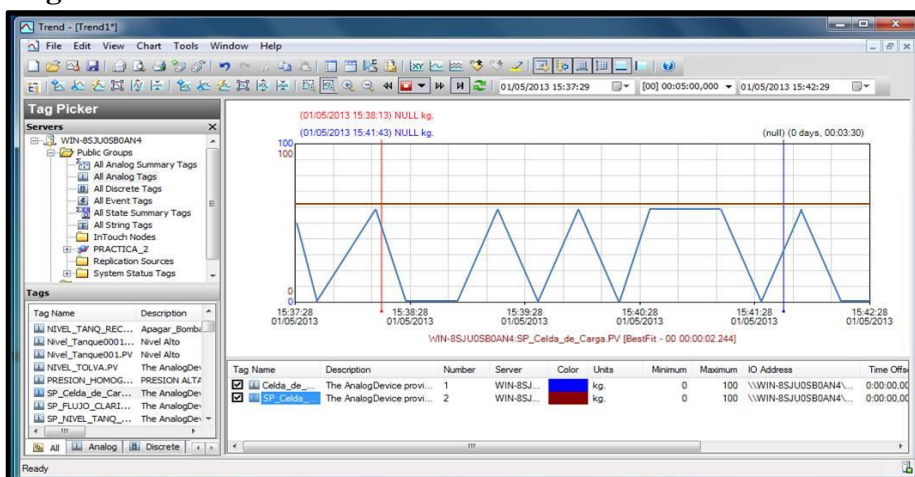 Trend - [Trend1*]
File Edit View Chart Tools Window Help
01/05/2013 15:37:29 [00] 00:05:00,000 01/05/2013 15:42:29
Tag Picker
Servers
WIN-8SJU0SB0AN4
Public Groups
All Analog Summary Tags
All Analog Tags
All Discrete Tags
All Event Tags
All State Summary Tags
All String Tags
InTouch Nodes
PRACTICA_2
Replication Sources
System Status Tags
Tags
Tag Name Description
NIVEL_TANQ_REC... Apagar_Bomba
Nivel_Tanque0001... Nivel Alto
Nivel_Tanque001.PV Nivel Alto
NIVEL_TOLVA.PV The AnalogDev
PRESION_HOMOG... PRESION ALTA
SP_Celda_de_Car... The AnalogDev
SP_FLUJO_CLARI... The AnalogDev
SP_NIVEL_TANQ_... The AnalogDev
All Analog Discrete
(01/05/2013 15:38:13) NULL kg.
(01/05/2013 15:41:43) NULL kg. (null) (0 days, 00:03:30)
100
100
0
0
15:37:28 15:38:28 15:39:28 15:40:28 15:41:28 15:42:28
01/05/2013 01/05/2013 01/05/2013 01/05/2013 01/05/2013 01/05/2013
WIN-8SJU0SB0AN4:SP_Celda_de_Carga.PV [BestFit - 00 00:00:02.244]
Tag Name Description Number Server Color Units Minimum Maximum IO Address Time Offse
Celda_de_... The AnalogDevice provi... 1 WIN-8SJ... kg. 0 100 \\WIN-8SJU0SB0AN4\... 0:00:00,00
SP_Celda_... The AnalogDevice provi... 2 WIN-8SJ... kg. 0 100 \\WIN-8SJU0SB0AN4\... 0:00:00,00
Ready